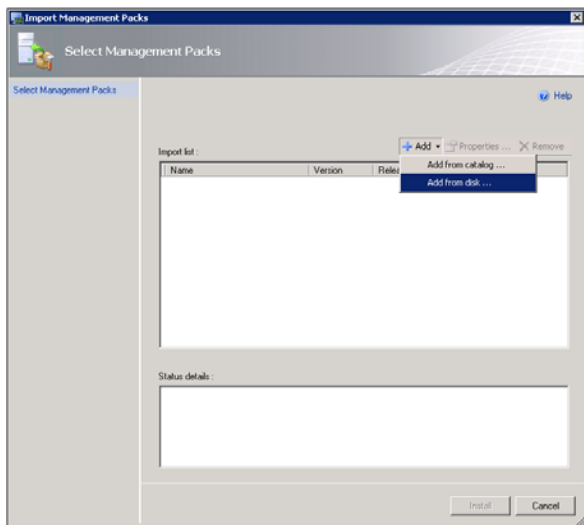 Import Management Packs
Select Management Packs
Select Management Packs
Help
Import list :
Add Properties ... Remove
Add from catalog ...
Add from disk ...
Name Version
Status details :
Install Cancel